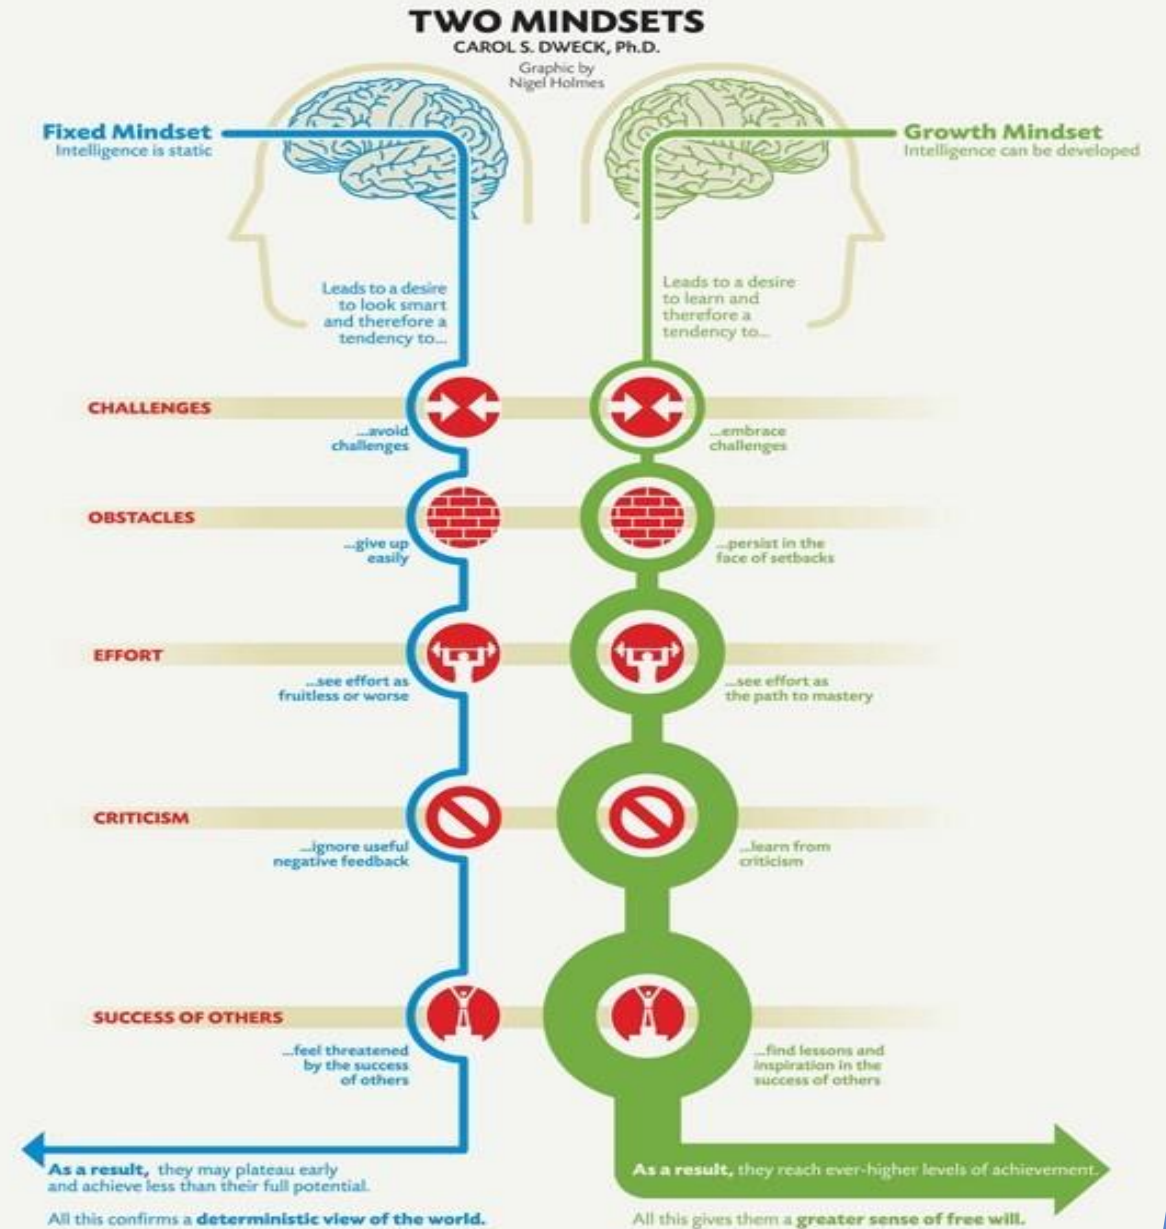 TWO MINDSETS
CAROL S. DWECK, Ph.D.
Graphic by
Nigel Holmes
Fixed Mindset
Intelligence is static
Growth Mindset
Intelligence can be developed
Leads to a desire
to look smart
and therefore a
tendency to...
Leads to a desire
to learn and
therefore a
tendency to...
CHALLENGES
...avoid
challenges
...embrace
challenges
OBSTACLES
...give up
easily
...persist in the
face of setbacks
EFFORT
...see effort as
fruitless or worse
...see effort as
the path to mastery
CRITICISM
...ignore useful
negative feedback
...learn from
criticism
SUCCESS OF OTHERS
...feel threatened
by the success
of others
...find lessons and
inspiration in the
success of others
As a result, they may plateau early
and achieve less than their full potential.
All this confirms a deterministic view of the world.
As a result, they reach ever-higher levels of achievement.
All this gives them a greater sense of free will.